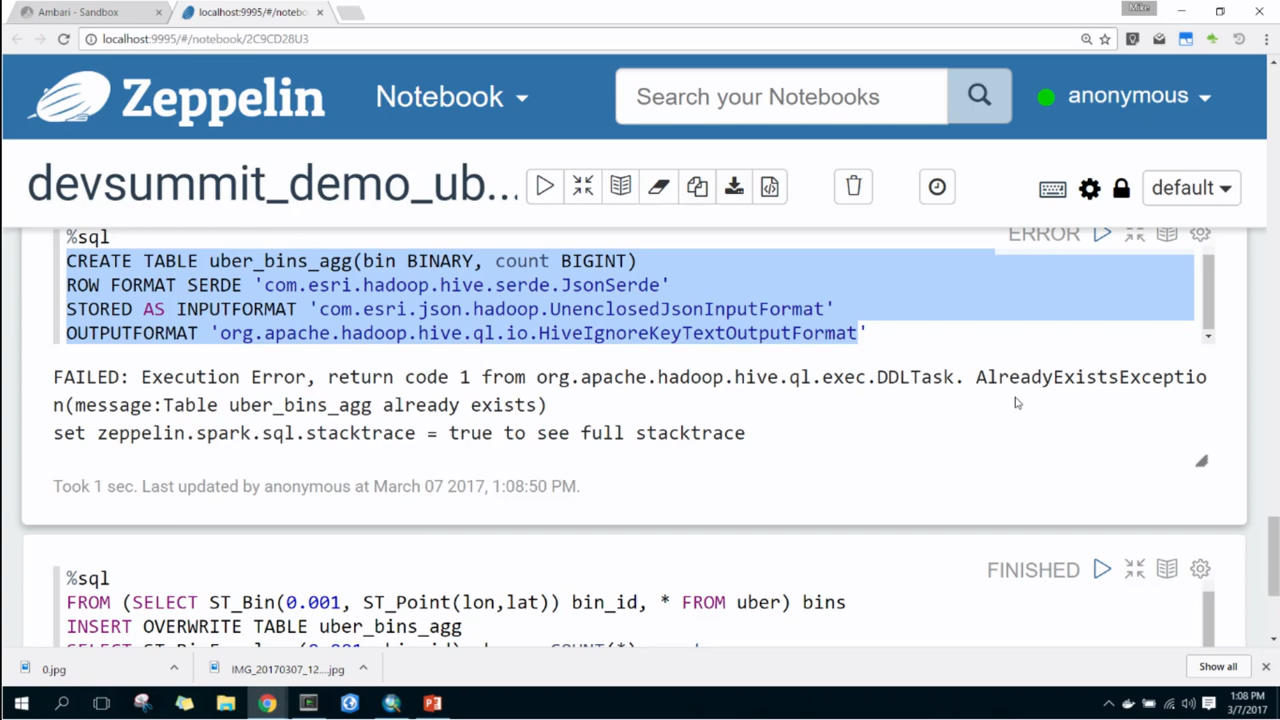 Ambari - Sandbox
localhost:9995/#/notebo
Mike
localhost:9995/#/notebook/2C9CD28U3
Zeppelin
Notebook
Search your Notebooks
anonymous
devsummit_demo_ub...
default
%sql
ERROR
CREATE TABLE uber_bins_agg(bin BINARY, count BIGINT)
ROW FORMAT SERDE 'com.esri.hadoop.hive.serde.JsonSerde'
STORED AS INPUTFORMAT 'com.esri.json.hadoop.UnenclosedJsonInputFormat'
OUTPUTFORMAT 'org.apache.hadoop.hive.ql.io.HiveIgnoreKeyTextOutputFormat'
FAILED: Execution Error, return code 1 from org.apache.hadoop.hive.ql.exec.DDLTask. AlreadyExistsExceptio
n(message:Table uber_bins_agg already exists)
set zeppelin.spark.sql.stacktrace = true to see full stacktrace
Took 1 sec. Last updated by anonymous at March 07 2017, 1:08:50 PM.
FINISHED
%sql
FROM (SELECT ST_Bin(0.001, ST_Point(lon,lat)) bin_id, * FROM uber) bins
INSERT OVERWRITE TABLE uber_bins_agg
0.jpg
IMG_20170307_12....jpg
Show all
1:08 PM
3/7/2017